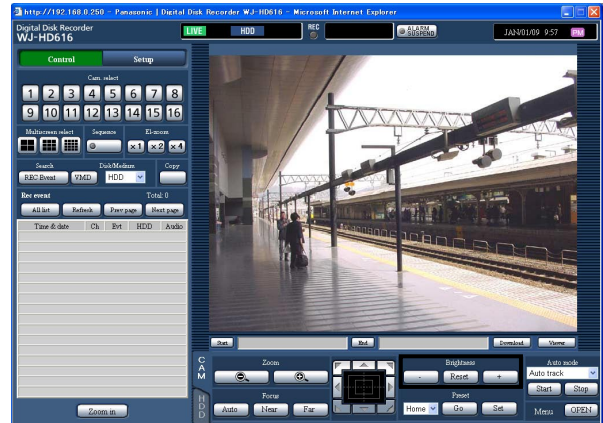 http://192.168.0.250 - Panasonic | Digital Disk Recorder WJ-HD616 - Microsoft Internet Explorer
Digital Disk Recorder
WJ-HD616
LIVE HDD REC ALARM SUSPEND JAN/01/09 9:57 PM
Control Setup
Cam. select
1 2 3 4 5 6 7 8
9 10 11 12 13 14 15 16
Multiscreen select Sequence El-zoom
x1 x2 x4
Search Disk/Medium Copy
REC Event VMD HDD Copy
Rec event Total: 0
All list Refresh Prev page Next page
Time & date Ch Evt HDD Audio
Zoom in
Start End Download Viewer
CAM
HDD
Zoom
Focus
Auto Near Far
Brightness
- Reset +
Preset
Home Go Set
Auto mode
Auto track
Start Stop
Menu OPEN